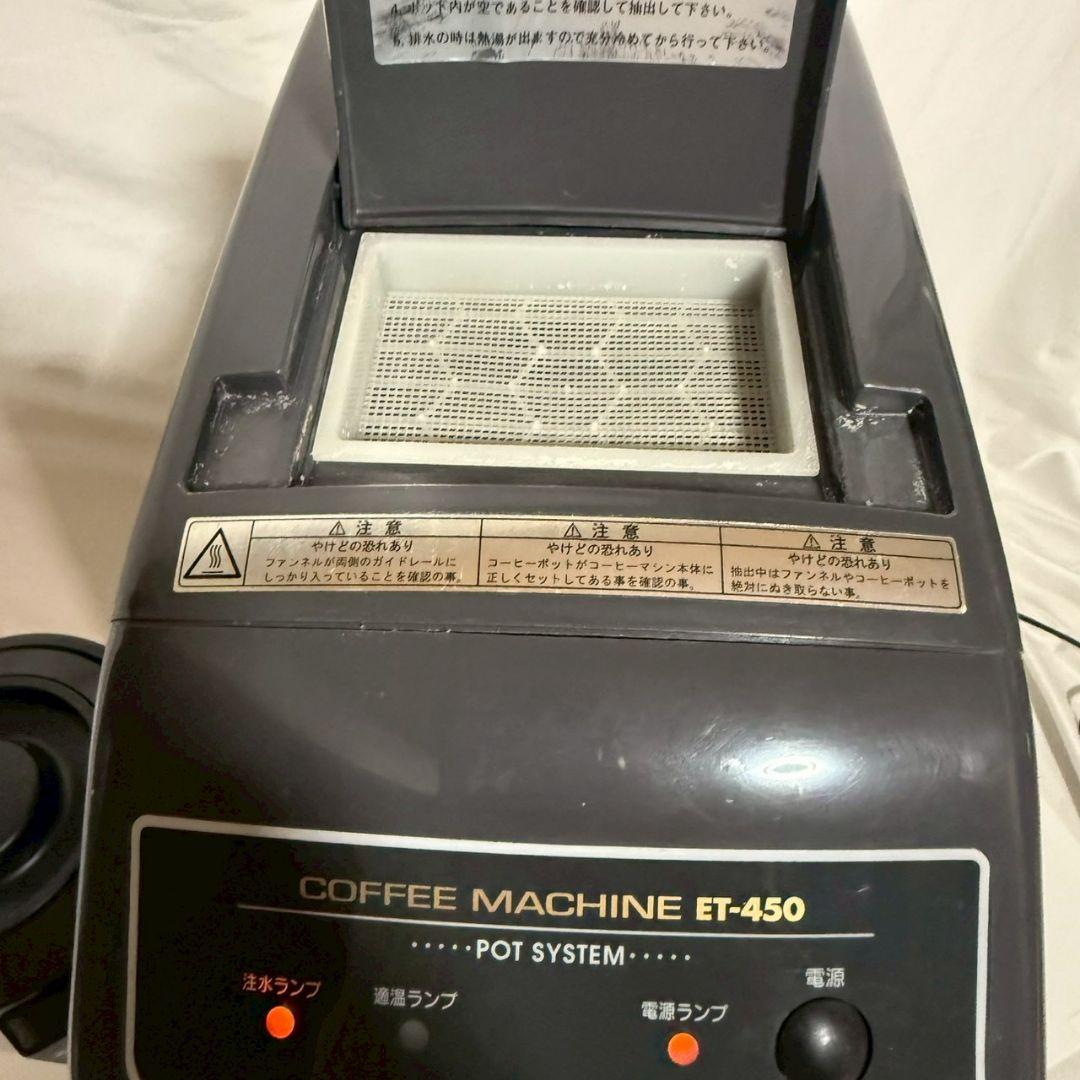 4. ポット内が空であることを確認して抽出して下さい。
5. 排水の時は熱湯が出ますので充分冷めてから行って下さい。
⚠ 注意
やけどの恐れあり
ファンネルが両側のガイドレールに
しっかり入っていることを確認の事。
⚠ 注意
やけどの恐れあり
コーヒーポットがコーヒーマシン本体に
正しくセットしてある事を確認の事。
⚠ 注意
やけどの恐れあり
抽出中はファンネルやコーヒーポットを
絶対にぬき取らない事。
COFFEE MACHINE ET-450
·····POT SYSTEM·····
注水ランプ
適温ランプ
電源ランプ
電源